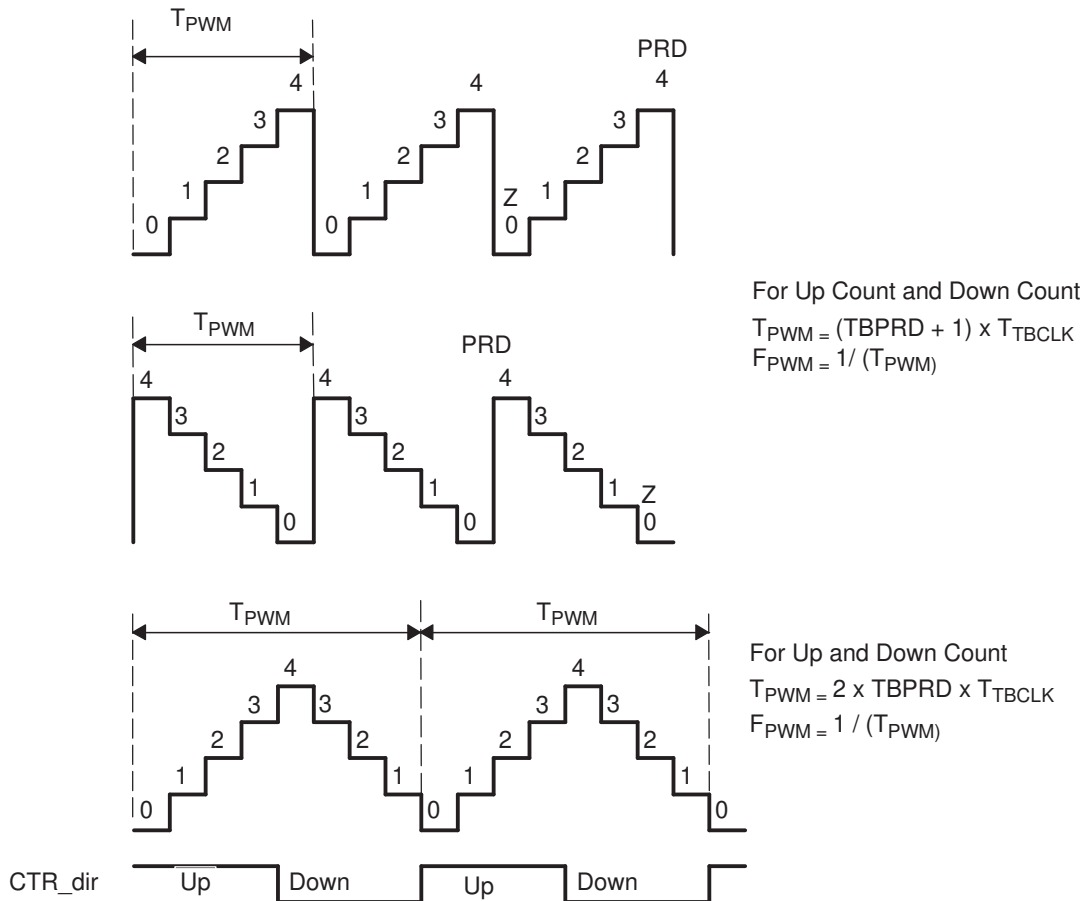 TPWM
PRD
4 4 4
3 3 3
2 2 2
1 1 Z 1
0 0 0
For Up Count and Down Count
TPWM = (TBPRD + 1) x TTBCLK
FPWM = 1/ (TPWM)
TPWM PRD
4 4 4
3 3 3
2 2 2
1 1 1 Z
0 0 0
TPWM TPWM
For Up and Down Count
TPWM = 2 x TBPRD x TTBCLK
FPWM = 1 / (TPWM)
4 4
3 3 3 3
2 2 2 2
1 1 1 1
0 0 0
CTR_dir Up Down Up Down